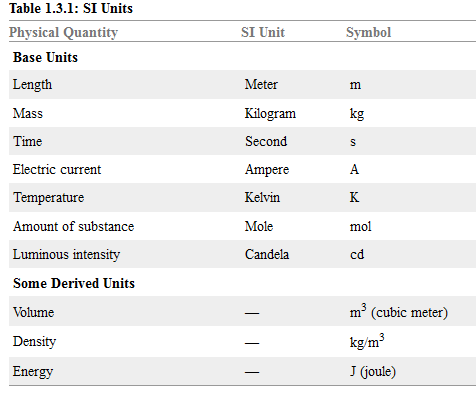 Table 1.3.1: SI Units
Physical Quantity SI Unit Symbol
Base Units
Length Meter m
Mass Kilogram kg
Time Second s
Electric current Ampere A
Temperature Kelvin K
Amount of substance Mole mol
Luminous intensity Candela cd
Some Derived Units
Volume — m³ (cubic meter)
Density — kg/m³
Energy — J (joule)